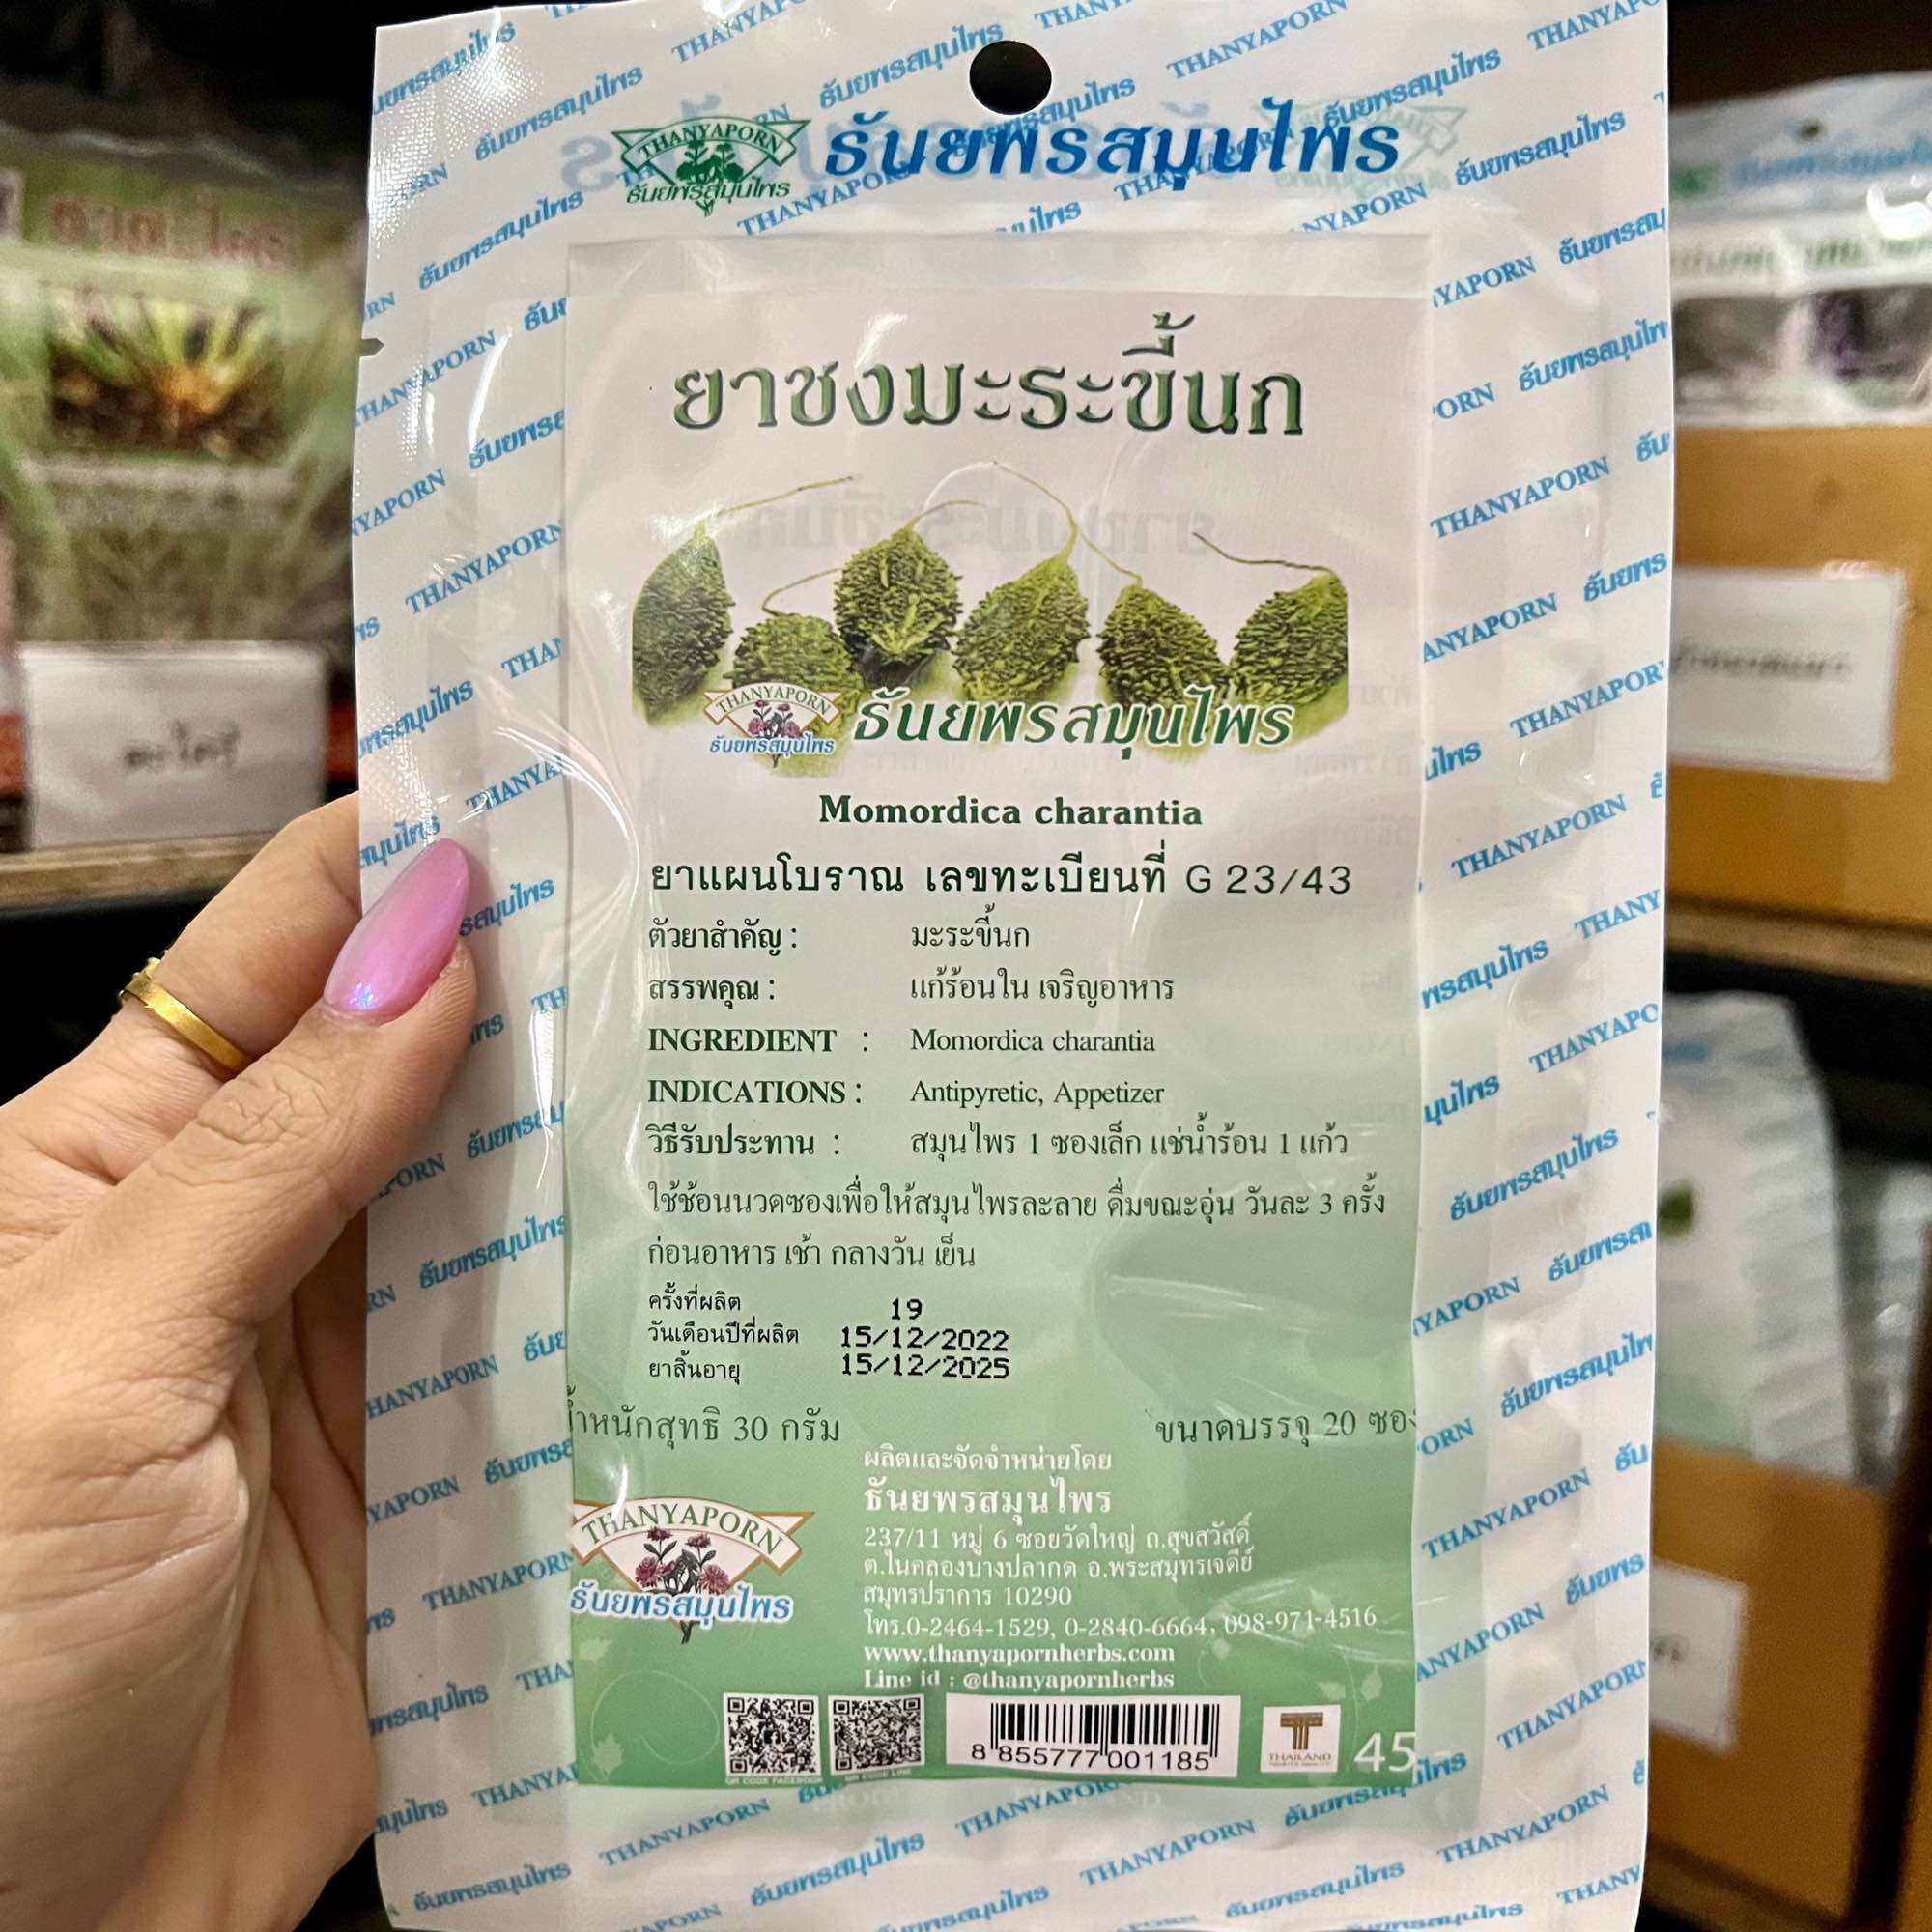 THANYAPORN
ธันยพรสมุนไพร
ธันยพรสมุนไพร
ยาชงมะระขี้นก
THANYAPORN
ธันยพรสมุนไพร
ธันยพรสมุนไพร
Momordica charantia
ยาแผนโบราณ เลขทะเบียนที่ G 23/43
ตัวยาสำคัญ : มะระขี้นก
สรรพคุณ : แก้ร้อนใน เจริญอาหาร
INGREDIENT : Momordica charantia
INDICATIONS : Antipyretic, Appetizer
วิธีรับประทาน : สมุนไพร 1 ซองเล็ก แช่น้ำร้อน 1 แก้ว
ใช้ช้อนนวดซองเพื่อให้สมุนไพรละลาย ดื่มขณะอุ่น วันละ 3 ครั้ง
ก่อนอาหาร เช้า กลางวัน เย็น
ครั้งที่ผลิต 19
วันเดือนปีที่ผลิต 15/12/2022
ยาสิ้นอายุ 15/12/2025
น้ำหนักสุทธิ 30 กรัม ขนาดบรรจุ 20 ซอง
ผลิตและจัดจำหน่ายโดย
ธันยพรสมุนไพร
237/11 หมู่ 6 ซอยวัดใหญ่ ถ.สุขสวัสดิ์
ต.ในคลองบางปลากด อ.พระสมุทรเจดีย์
สมุทรปราการ 10290
โทร.0-2464-1529, 0-2840-6664, 098-971-4516
www.thanyapornherbs.com
Line id : @thanyapornherbs
THANYAPORN
ธันยพรสมุนไพร
QR CODE FACEBOOK
QR CODE LINE
8 855777 001185
THAILAND
45
ตะไคร้